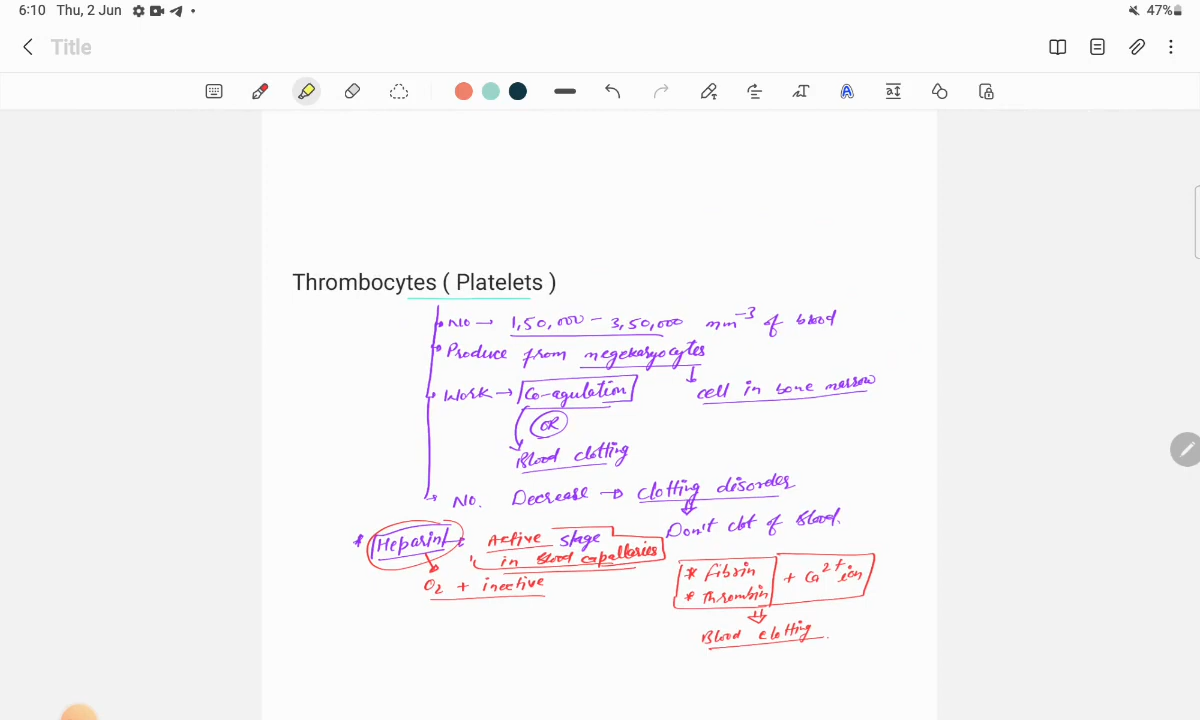 6:10 Thu, 2 Jun 47%
Title
Thrombocytes ( Platelets )
No → 1,50,000 - 3,50,000 mm⁻³ of blood
Produce from megekaryocytes
cell in bone marrow
Work → Co-agulation
OR
Blood clotting
No. Decrease → clotting disorder
Don't clot of Blood.
* Heparin Active stage
in Blood capellaries
O2 + inective
* fibrin + Ca²⁺ ion
* Thrombin
Blood clotting.